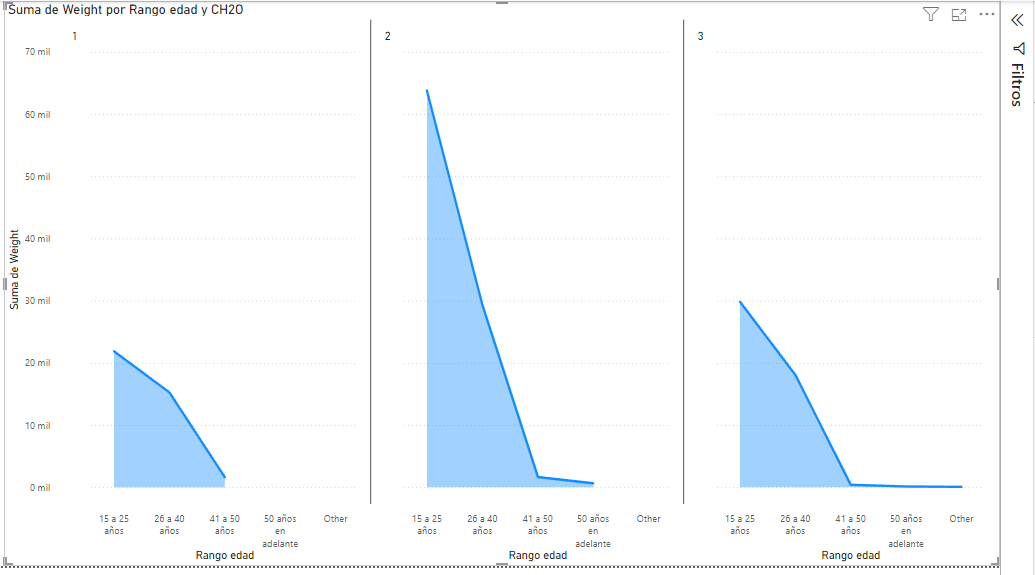 Suma de Weight por Rango edad y CH2O
1
2
3
70 mil
60 mil
50 mil
40 mil
30 mil
20 mil
10 mil
0 mil
Suma de Weight
15 a 25
años
26 a 40
años
41 a 50
años
50 años
en
adelante
Other
Rango edad
15 a 25
años
26 a 40
años
41 a 50
años
50 años
en
adelante
Other
Rango edad
15 a 25
años
26 a 40
años
41 a 50
años
50 años
en
adelante
Other
Rango edad
Filtros